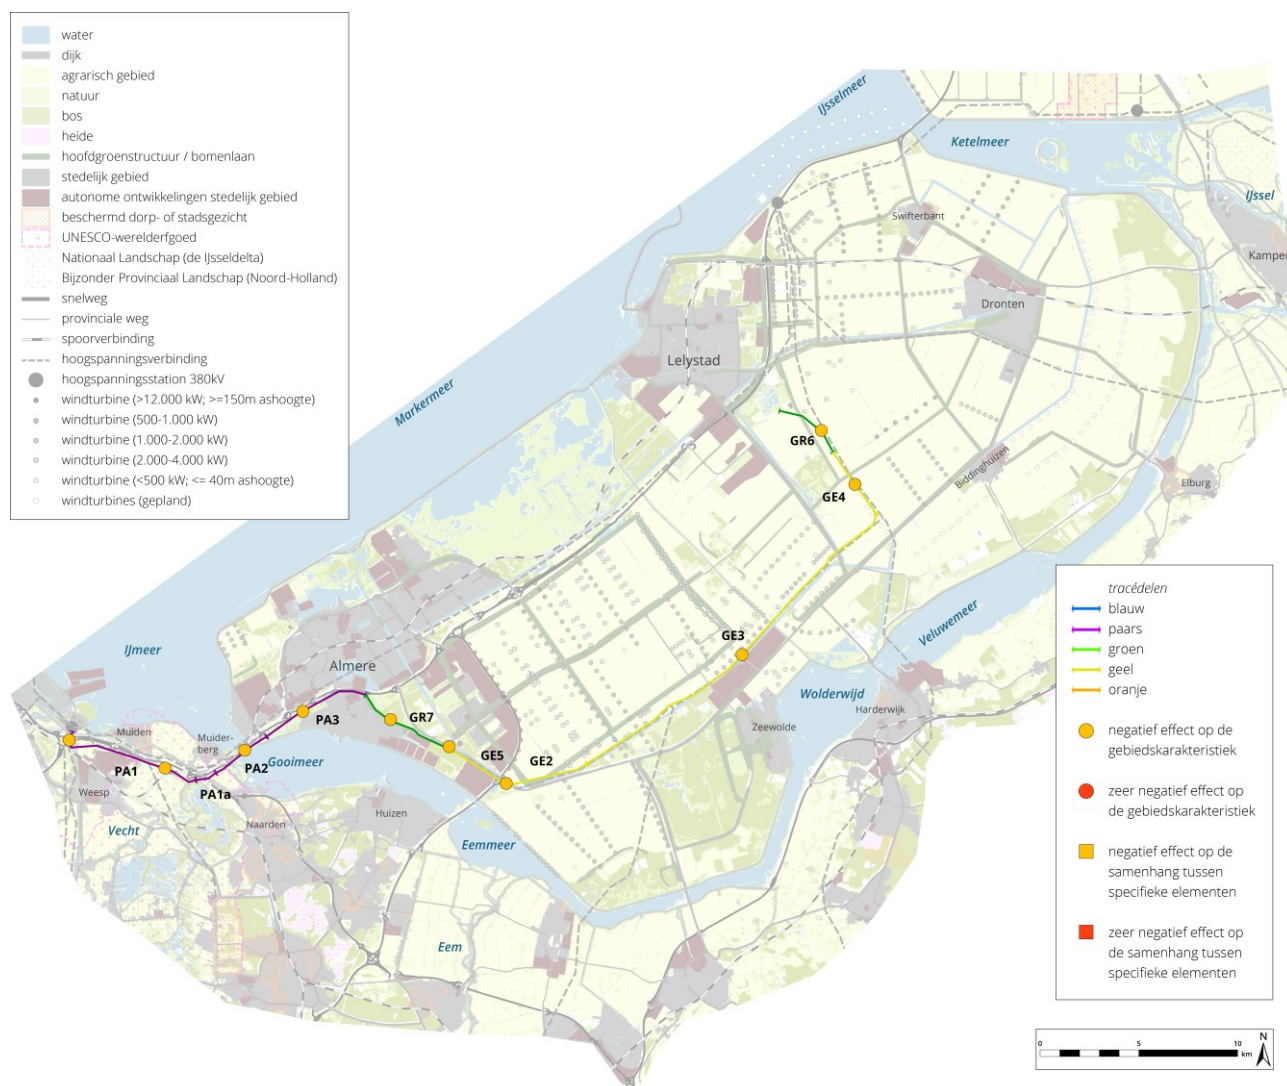 water
dijk
agrarisch gebied
natuur
bos
heide
hoofdgroenstructuur / bomenlaan
stedelijk gebied
autonome ontwikkelingen stedelijk gebied
beschermd dorp- of stadsgezicht
UNESCO-werelderfgoed
Nationaal Landschap (de IJsseldelta)
Bijzonder Provinciaal Landschap (Noord-Holland)
snelweg
provinciale weg
spoorverbinding
hoogspanningsverbinding
hoogspanningsstation 380kV
windturbine (>12.000 kW; >=150m ashoogte)
windturbine (500-1.000 kW)
windturbine (1.000-2.000 kW)
windturbine (2.000-4.000 kW)
windturbine (<500 kW; <= 40m ashoogte)
windturbines (gepland)
IJsselmeer
Ketelmeer
IJssel
Swifterbant
Kampen
Dronten
Lelystad
Markermeer
GR6
Biddinghuizen
GE4
Elburg
GE3
Veluwemeer
IJmeer
Almere
Wolderwijd
Harderwijk
Zeewolde
PA3
GR7
Muiden
Muider-
berg
GE5
GE2
PA1
PA2
Gooimeer
Weesp
PA1a
Huizen
Naarden
Vecht
Eemmeer
Eem
tracédelen
blauw
paars
groen
geel
oranje
negatief effect op de
gebiedskarakteristiek
zeer negatief effect op
de gebiedskarakteristiek
negatief effect op de
samenhang tussen
specifieke elementen
zeer negatief effect op
de samenhang tussen
specifieke elementen
0 5 10 km
N